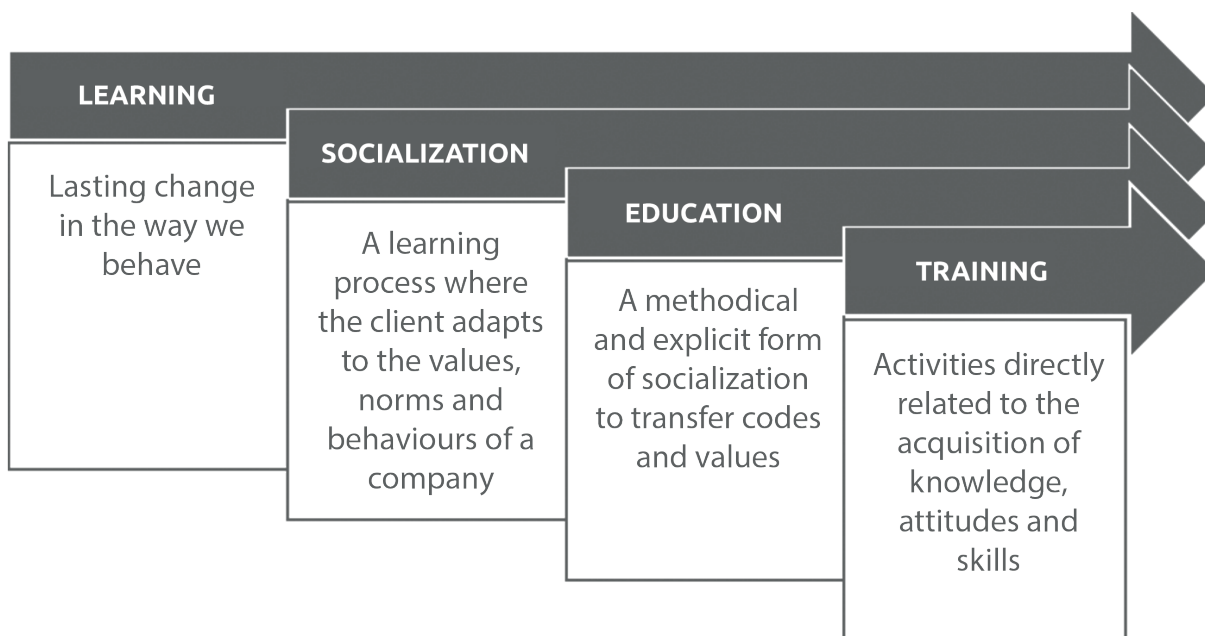 LEARNING
Lasting change
in the way we
behave
SOCIALIZATION
A learning
process where
the client adapts
to the values,
norms and
behaviours of a
company
EDUCATION
A methodical
and explicit form
of socialization
to transfer codes
and values
TRAINING
Activities directly
related to the
acquisition of
knowledge,
attitudes and
skills